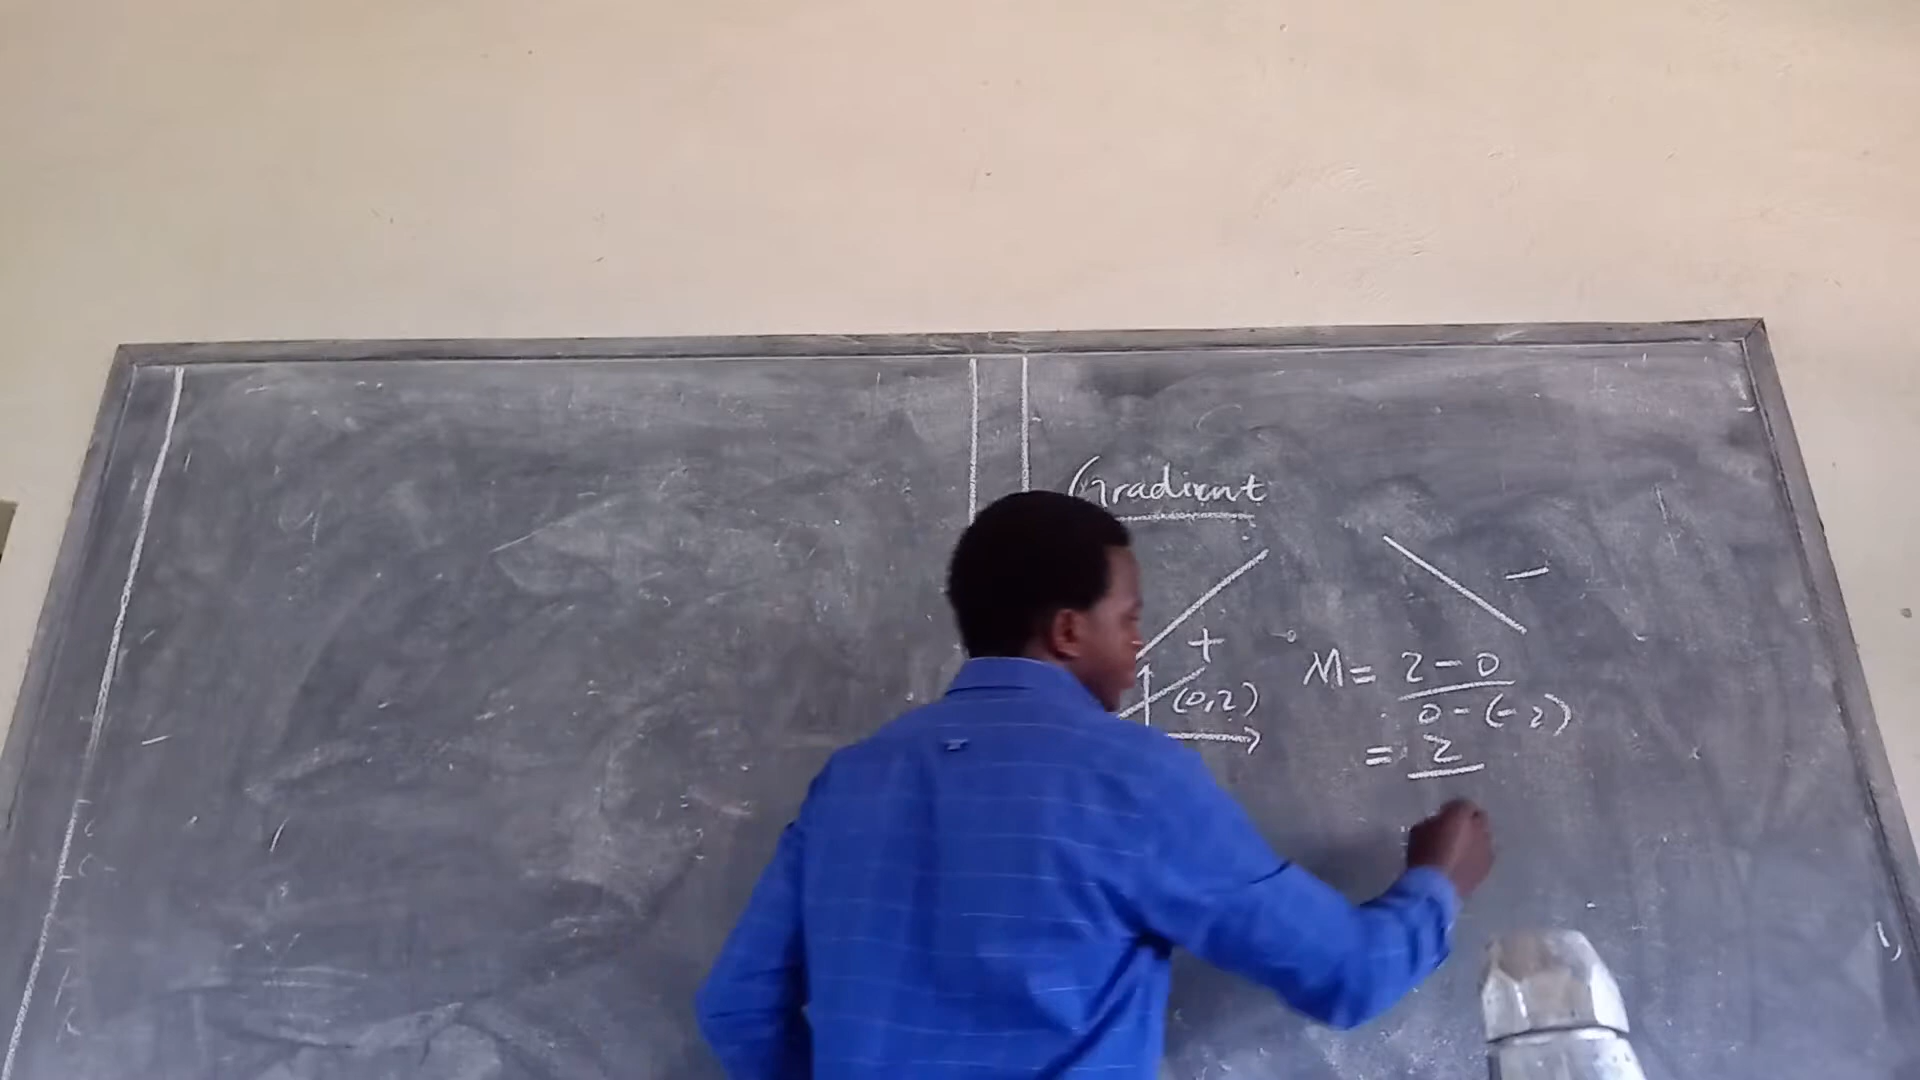 Gradient
-
+
(0,2)
M = 2-0
0-(-2)
= 2